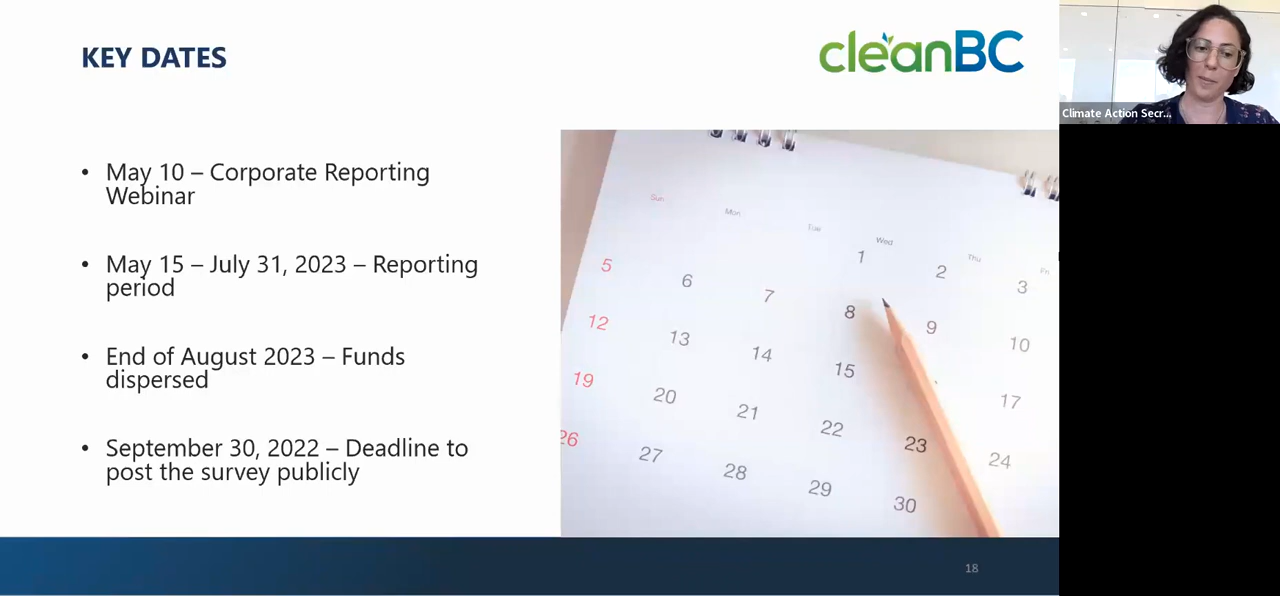 KEY DATES
cleanBC
Climate Action Secr...
• May 10 – Corporate Reporting
Webinar
• May 15 – July 31, 2023 – Reporting
period
• End of August 2023 – Funds
dispersed
• September 30, 2022 – Deadline to
post the survey publicly
Sun Mon Tue Wed Thu Fri
1 2 3
5 6 7 8 9 10
12 13 14 15 17
19 20 21 22 23 24
26 27 28 29 30
18